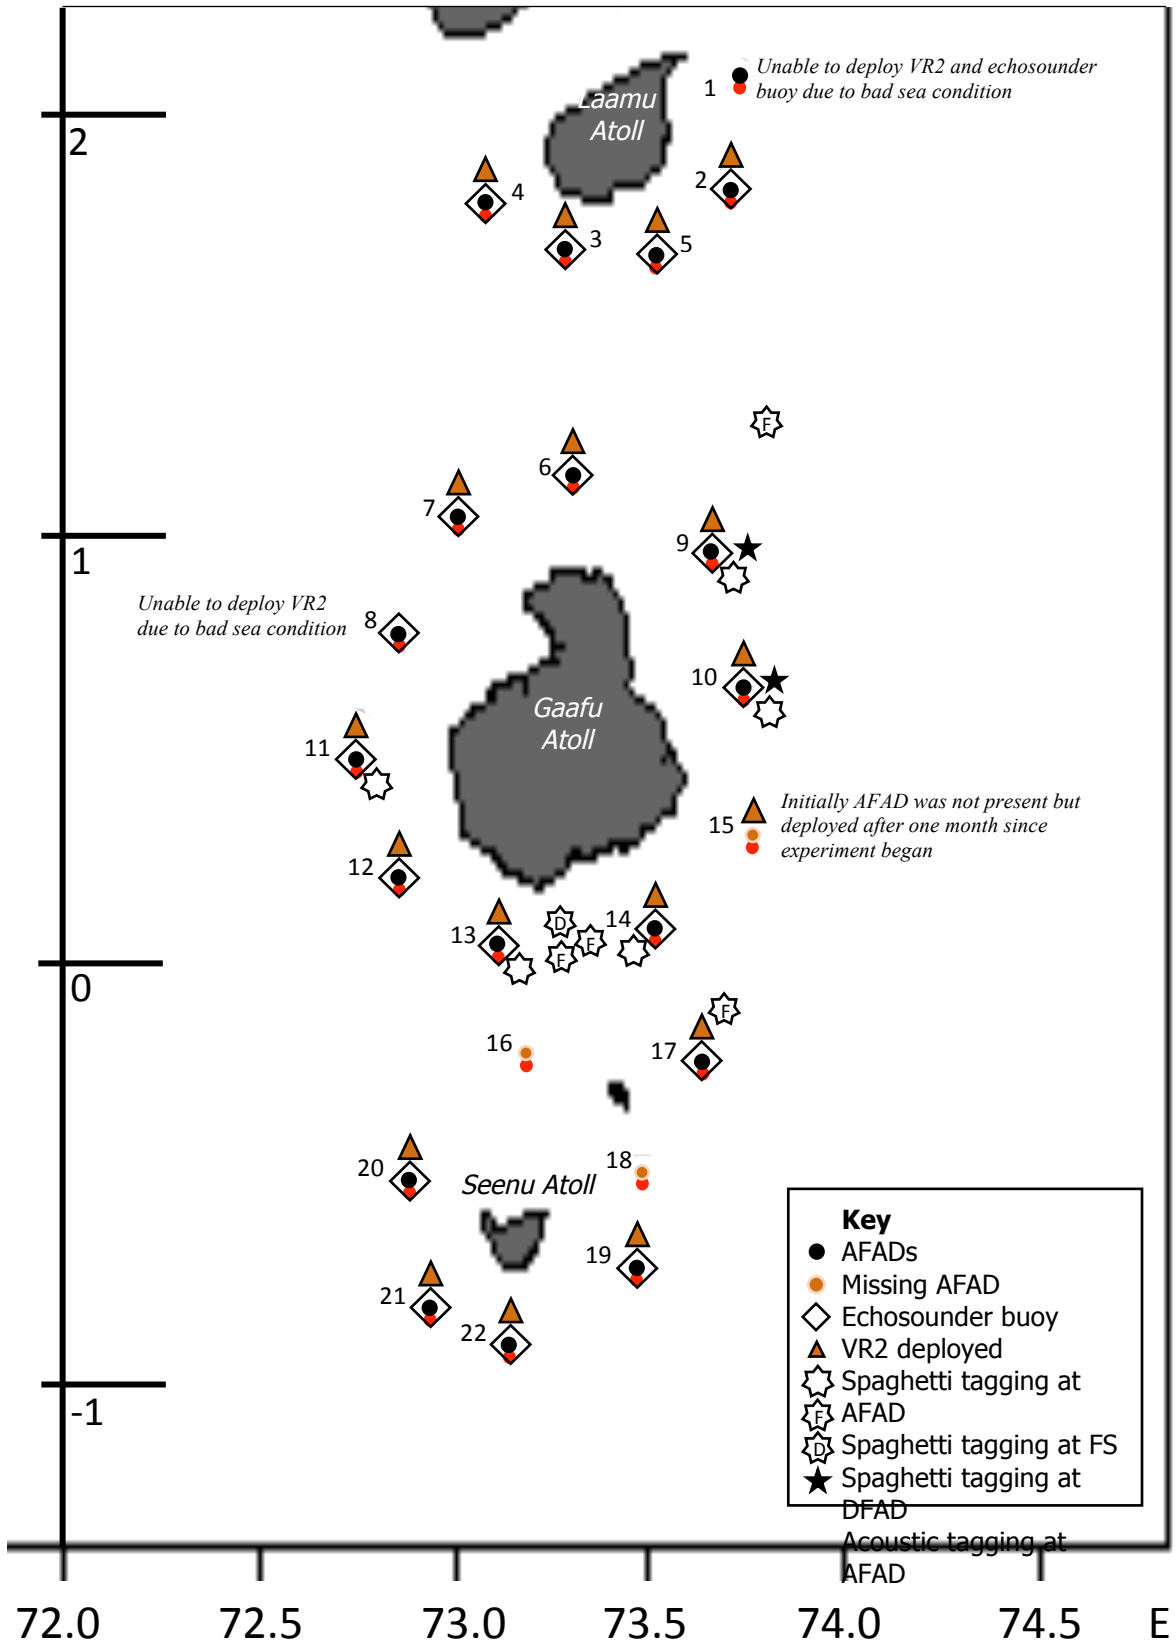 Laamu
Atoll
1
Unable to deploy VR2 and echosounder
buoy due to bad sea condition
2
2
4
3
5
F
6
7
9
1
Unable to deploy VR2
due to bad sea condition
8
10
Gaafu
Atoll
11
Initially AFAD was not present but
deployed after one month since
experiment began
15
12
D
14
13
F
F
0
F
16
17
18
20
Seenu Atoll
19
21
22
-1
Key
AFADs
Missing AFAD
Echosounder buoy
VR2 deployed
Spaghetti tagging at
F AFAD
D Spaghetti tagging at FS
Spaghetti tagging at
DFAD
Acoustic tagging at
AFAD
72.0 72.5 73.0 73.5 74.0 74.5 E